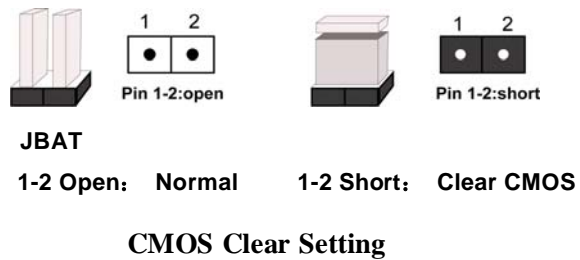 1 2 1 2
Pin 1-2:open Pin 1-2:short
JBAT
1-2 Open： Normal 1-2 Short： Clear CMOS
CMOS Clear Setting